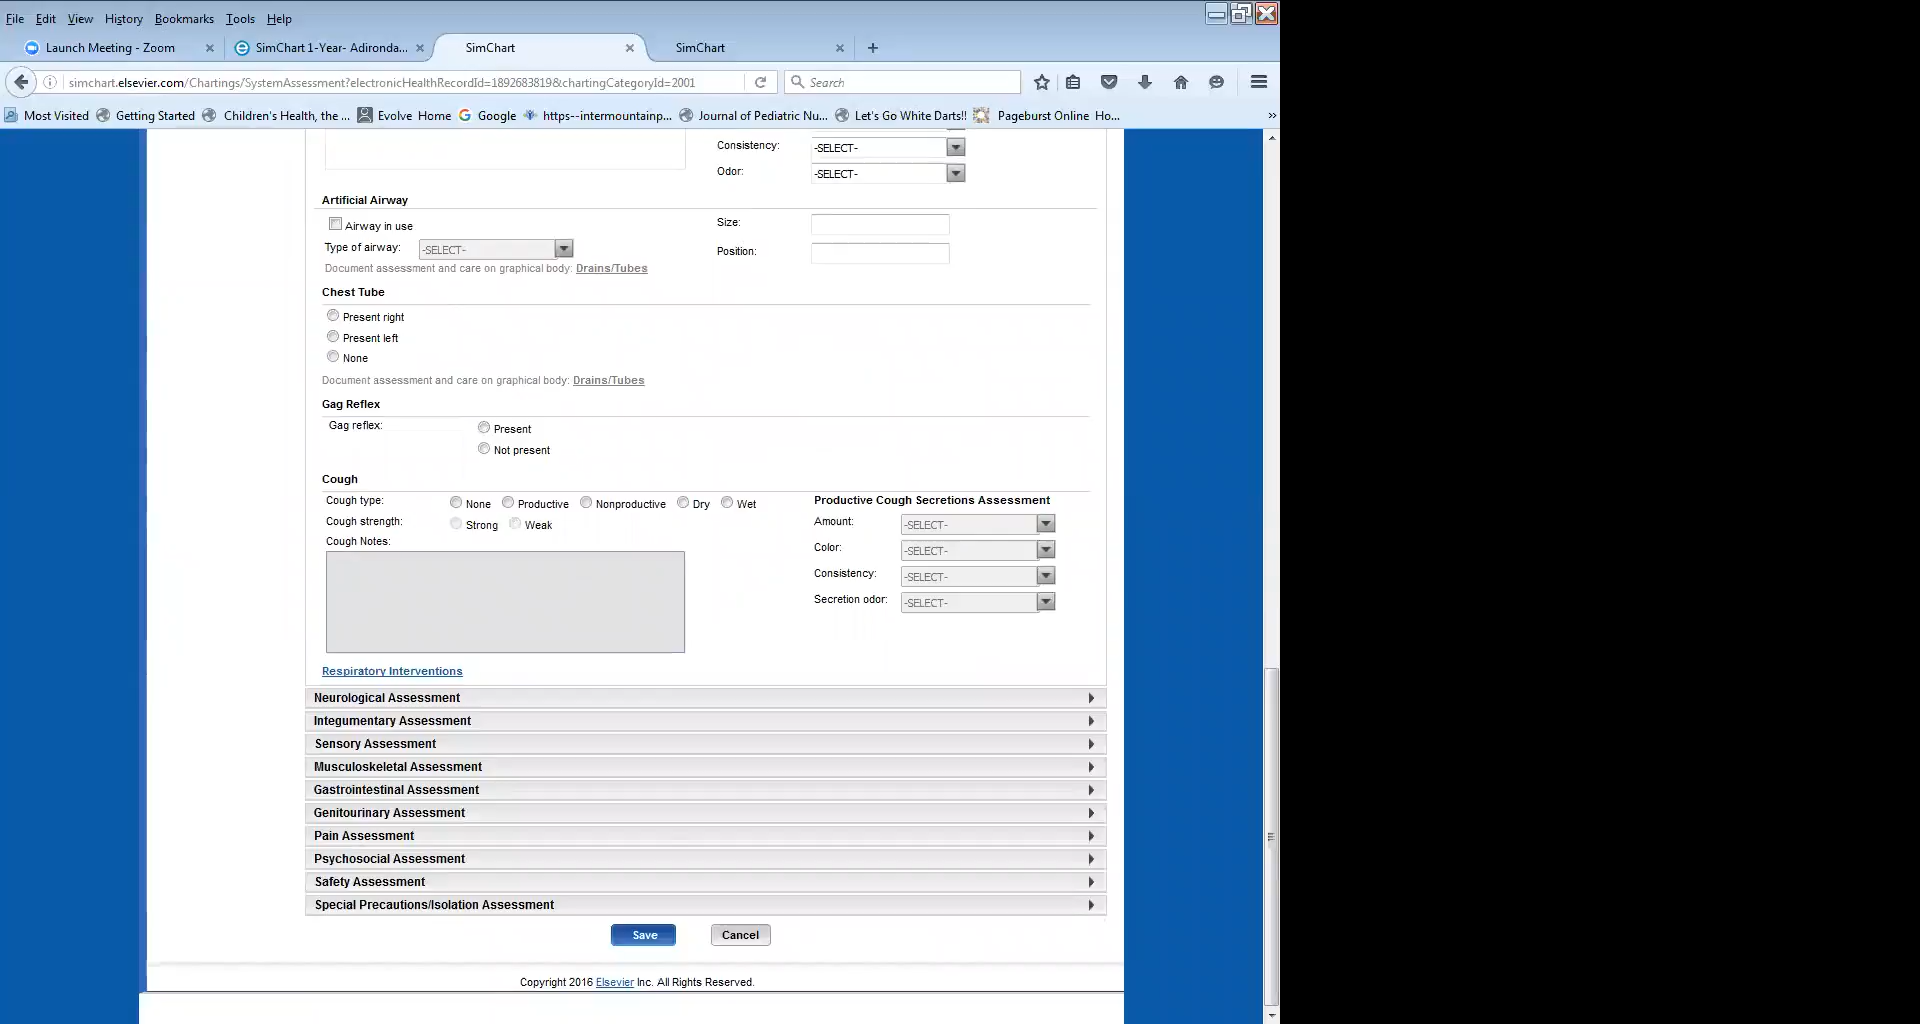 File Edit View History Bookmarks Tools Help
Launch Meeting - Zoom SimChart 1-Year- Adironda... SimChart SimChart
simchart.elsevier.com/Chartings/SystemAssessment?electronicHealthRecordId=1892683819&chartingCategoryId=2001 Search
Most Visited Getting Started Children's Health, the ... Evolve Home Google https--intermountainp... Journal of Pediatric Nu... Let's Go White Darts!! Pageburst Online Ho... »
Consistency: -SELECT-
Odor: -SELECT-
Artificial Airway
Airway in use Size:
Type of airway: -SELECT- Position:
Document assessment and care on graphical body: Drains/Tubes
Chest Tube
Present right
Present left
None
Document assessment and care on graphical body: Drains/Tubes
Gag Reflex
Gag reflex: Present
Not present
Cough
Cough type: None Productive Nonproductive Dry Wet Productive Cough Secretions Assessment
Cough strength: Strong Weak Amount: -SELECT-
Cough Notes: Color: -SELECT-
Consistency: -SELECT-
Secretion odor: -SELECT-
Respiratory Interventions
Neurological Assessment
Integumentary Assessment
Sensory Assessment
Musculoskeletal Assessment
Gastrointestinal Assessment
Genitourinary Assessment
Pain Assessment
Psychosocial Assessment
Safety Assessment
Special Precautions/Isolation Assessment
Save Cancel
Copyright 2016 Elsevier Inc. All Rights Reserved.